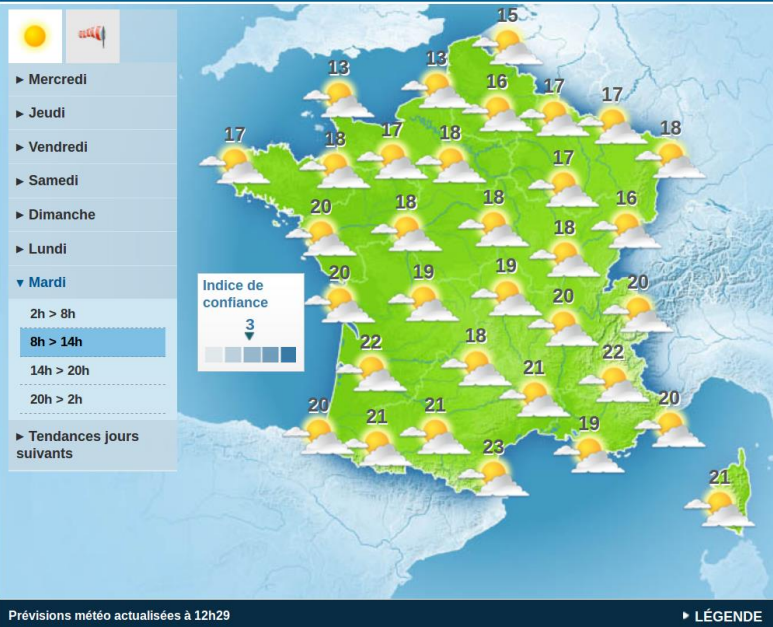 ▸ Mercredi
▸ Jeudi
▸ Vendredi
▸ Samedi
▸ Dimanche
▸ Lundi
▾ Mardi
2h > 8h
8h > 14h
14h > 20h
20h > 2h
▸ Tendances jours
suivants
Indice de
confiance
3
15
13
13
16
17
17
17
18
17
18
18
17
20
18
18
16
18
20
19
19
20
20
22
18
21
22
20
21
21
23
19
20
21
Prévisions météo actualisées à 12h29
▸ LÉGENDE